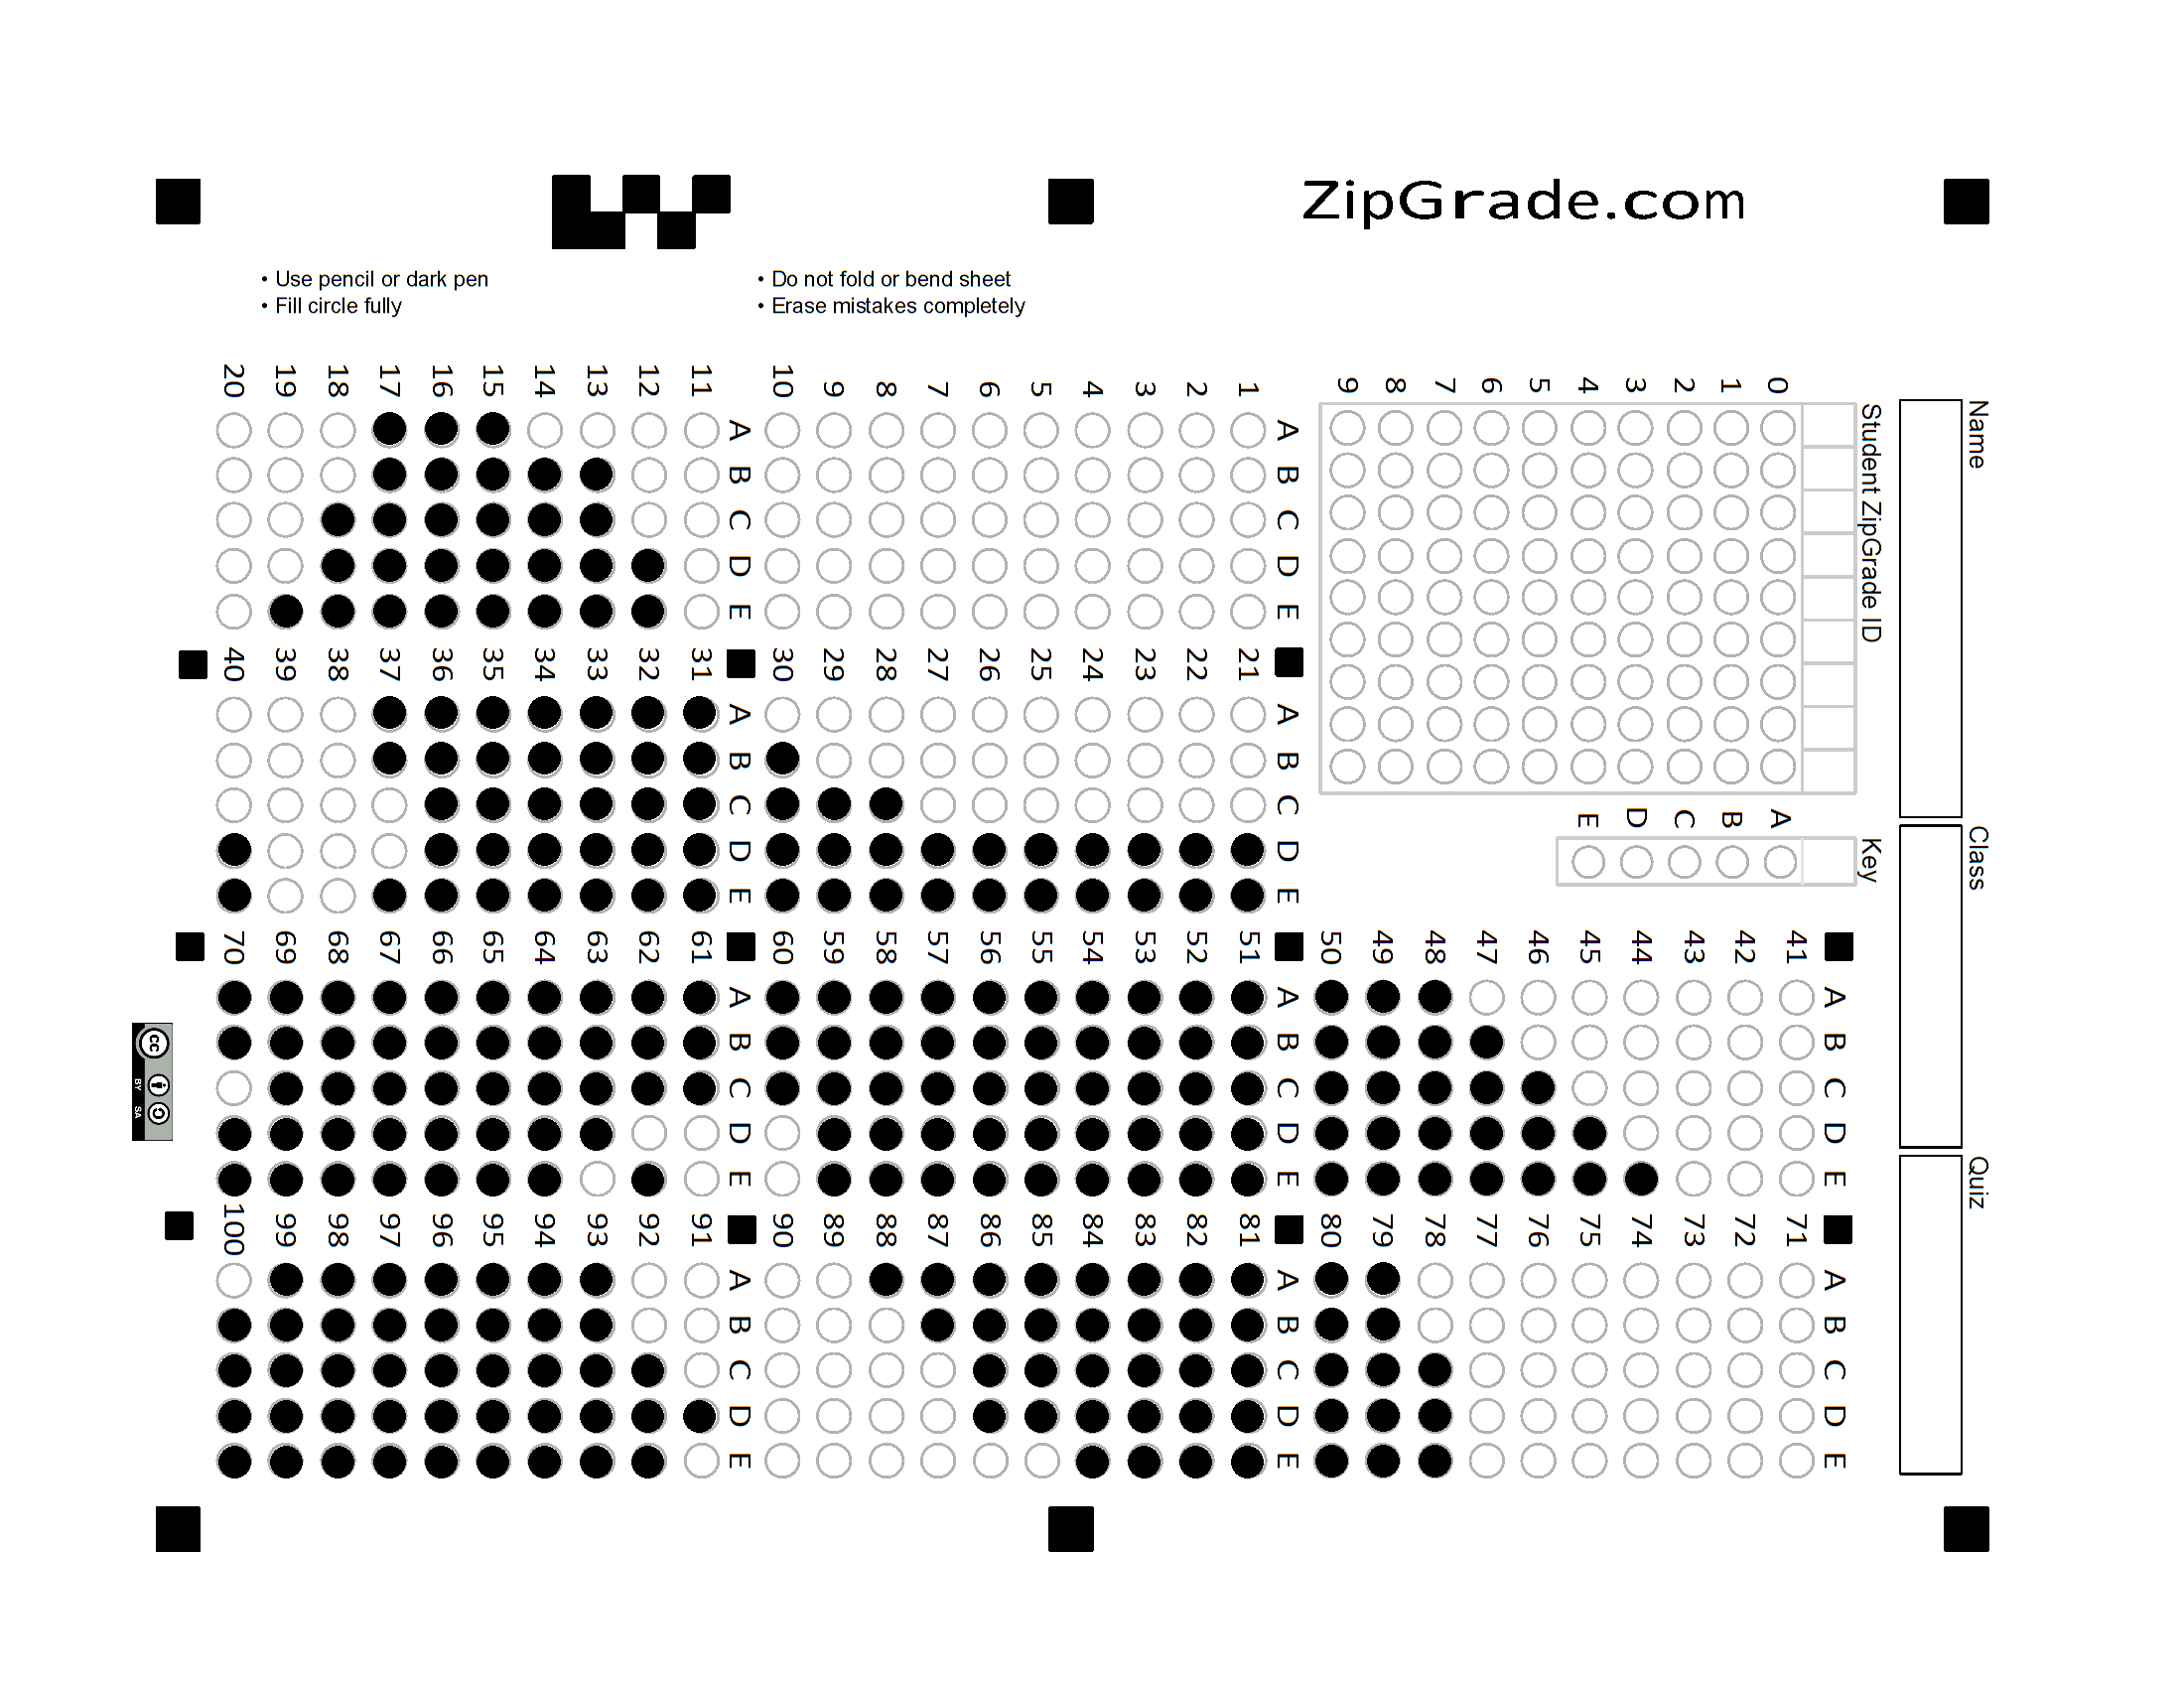 ZipGrade.com
• Use pencil or dark pen
• Fill circle fully
• Do not fold or bend sheet
• Erase mistakes completely
Name
Class
Quiz
Student ZipGrade ID
0 1 2 3 4 5 6 7 8 9
Key
A B C D E
1 2 3 4 5 6 7 8 9 10
A B C D E
11 12 13 14 15 16 17 18 19 20
A B C D E
21 22 23 24 25 26 27 28 29 30
A B C D E
31 32 33 34 35 36 37 38 39 40
A B C D E
41 42 43 44 45 46 47 48 49 50
A B C D E
51 52 53 54 55 56 57 58 59 60
A B C D E
61 62 63 64 65 66 67 68 69 70
A B C D E
71 72 73 74 75 76 77 78 79 80
A B C D E
81 82 83 84 85 86 87 88 89 90
A B C D E
91 92 93 94 95 96 97 98 99 100
A B C D E
cc
BY SA